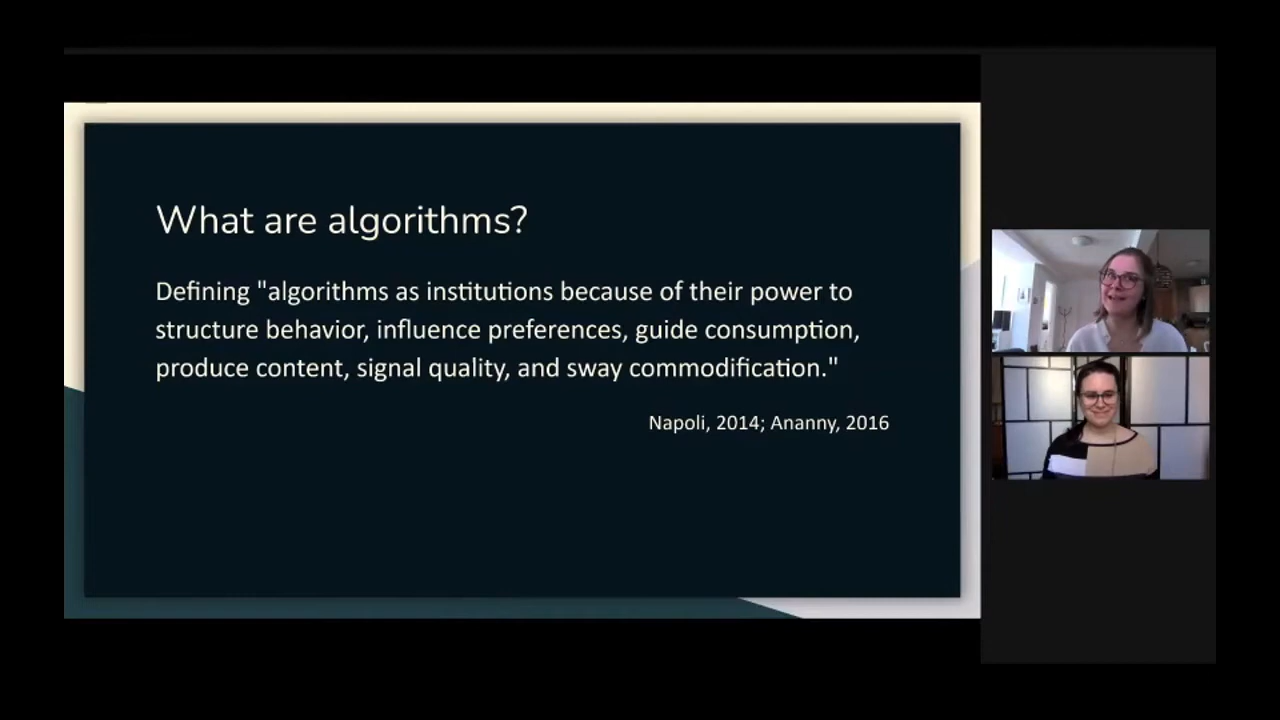 What are algorithms?
Defining "algorithms as institutions because of their power to
structure behavior, influence preferences, guide consumption,
produce content, signal quality, and sway commodification."
Napoli, 2014; Ananny, 2016